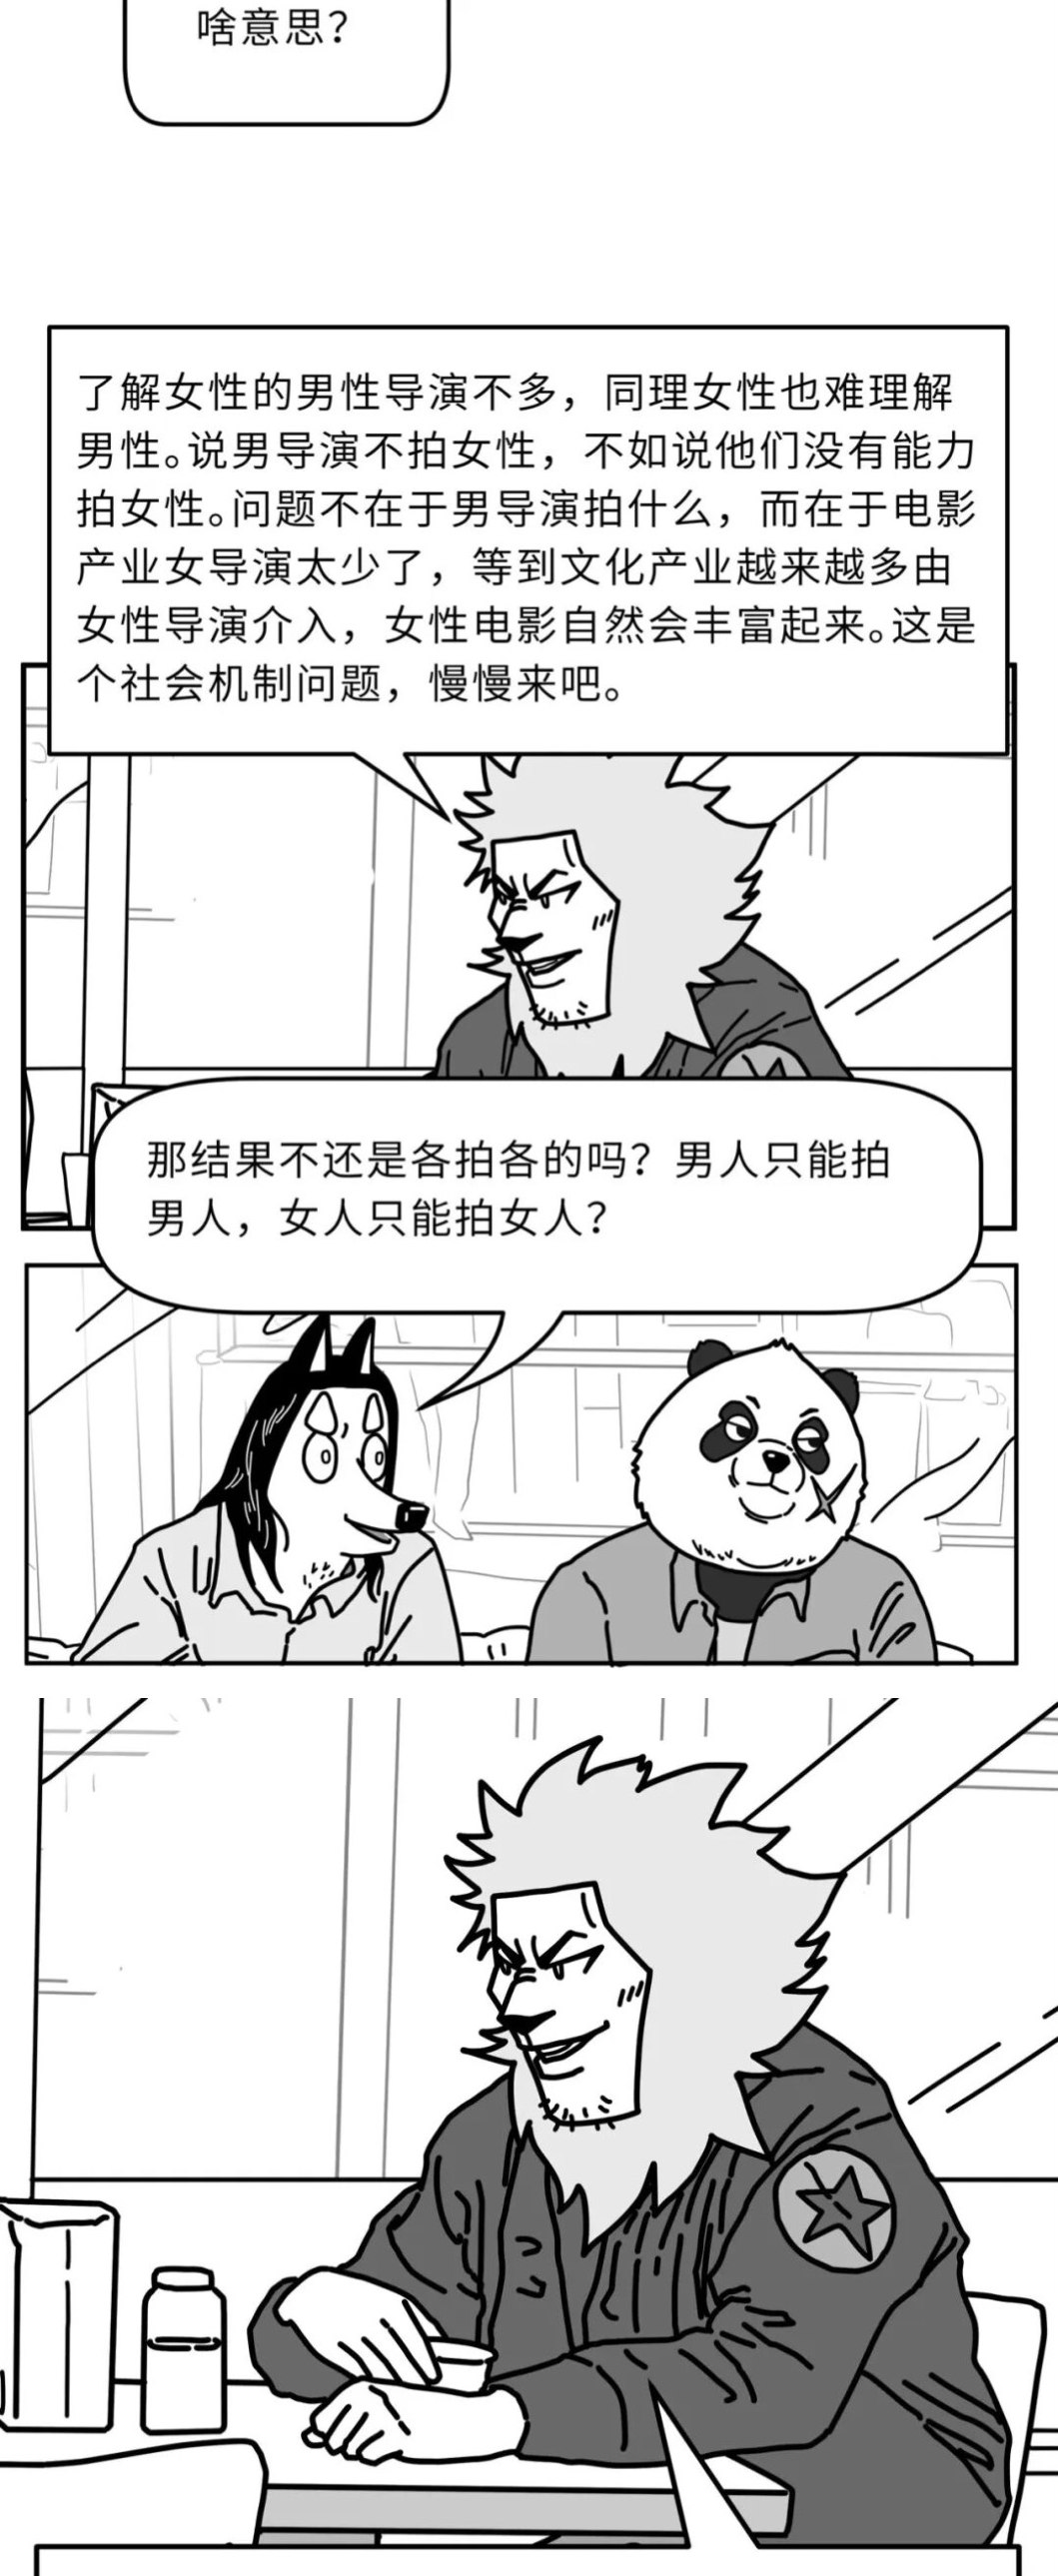 啥意思？
了解女性的男性导演不多，同理女性也难理解
男性。说男导演不拍女性，不如说他们没有能力
拍女性。问题不在于男导演拍什么，而在于电影
产业女导演太少了，等到文化产业越来越多由
女性导演介入，女性电影自然会丰富起来。这是
个社会机制问题，慢慢来吧。
那结果不还是各拍各的吗？男人只能拍
男人，女人只能拍女人？